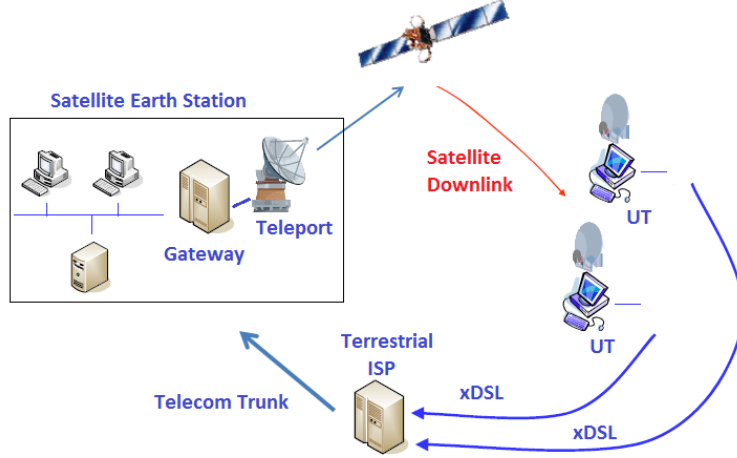 Satellite Earth Station
Satellite
Downlink
Teleport
Gateway
UT
UT
Terrestrial
ISP
Telecom Trunk
xDSL
xDSL